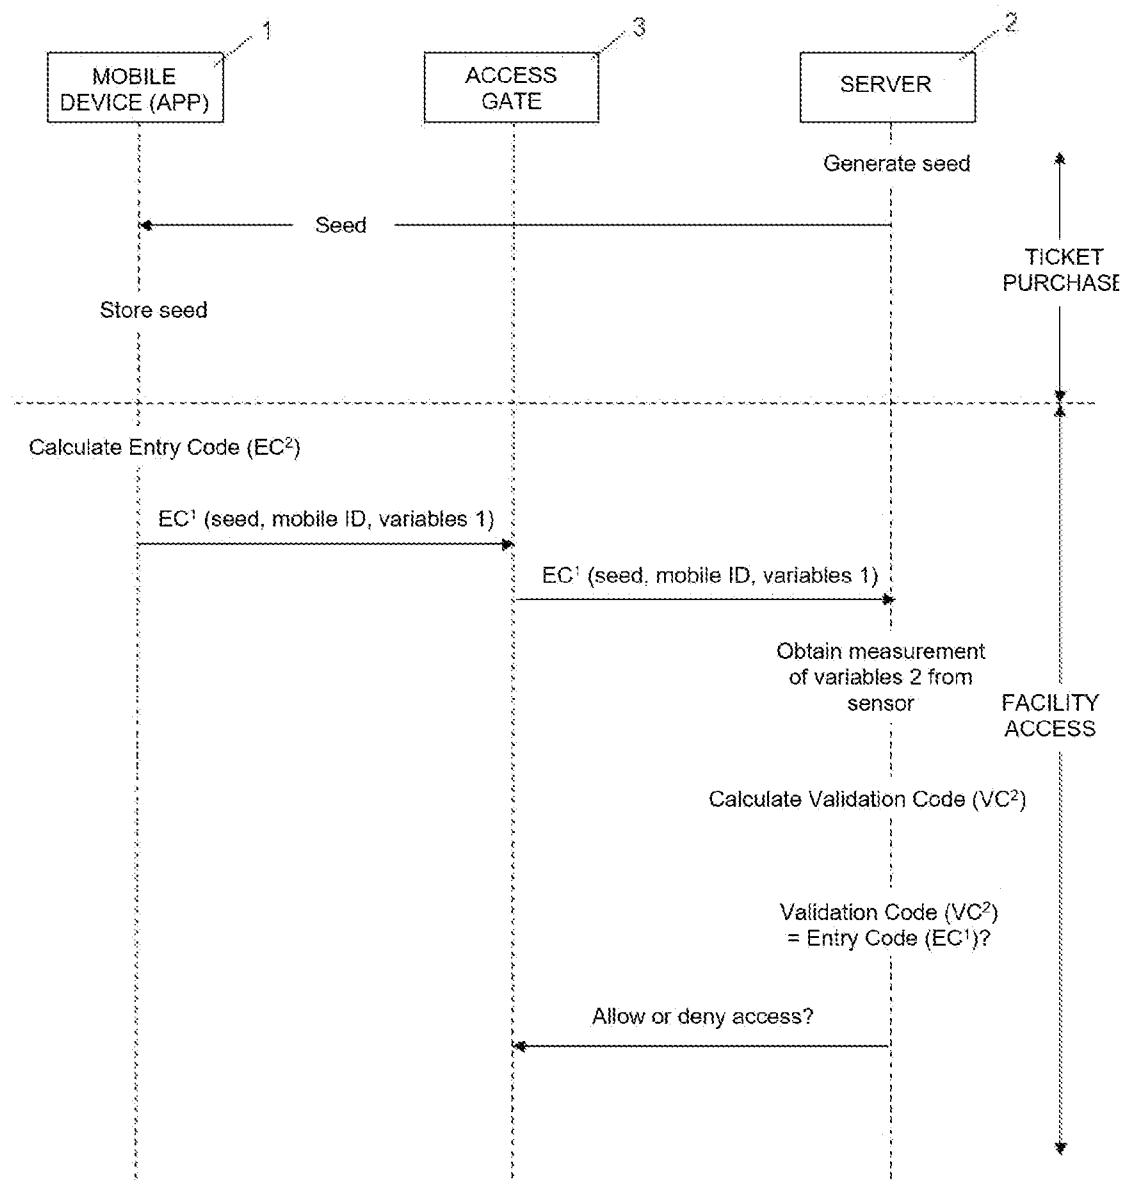 1
3
2
MOBILE
DEVICE (APP)
ACCESS
GATE
SERVER
Generate seed
Seed
TICKET
PURCHASE
Store seed
Calculate Entry Code (EC²)
EC¹ (seed, mobile ID, variables 1)
EC¹ (seed, mobile ID, variables 1)
Obtain measurement
of variables 2 from
sensor
FACILITY
ACCESS
Calculate Validation Code (VC²)
Validation Code (VC²)
= Entry Code (EC¹)?
Allow or deny access?